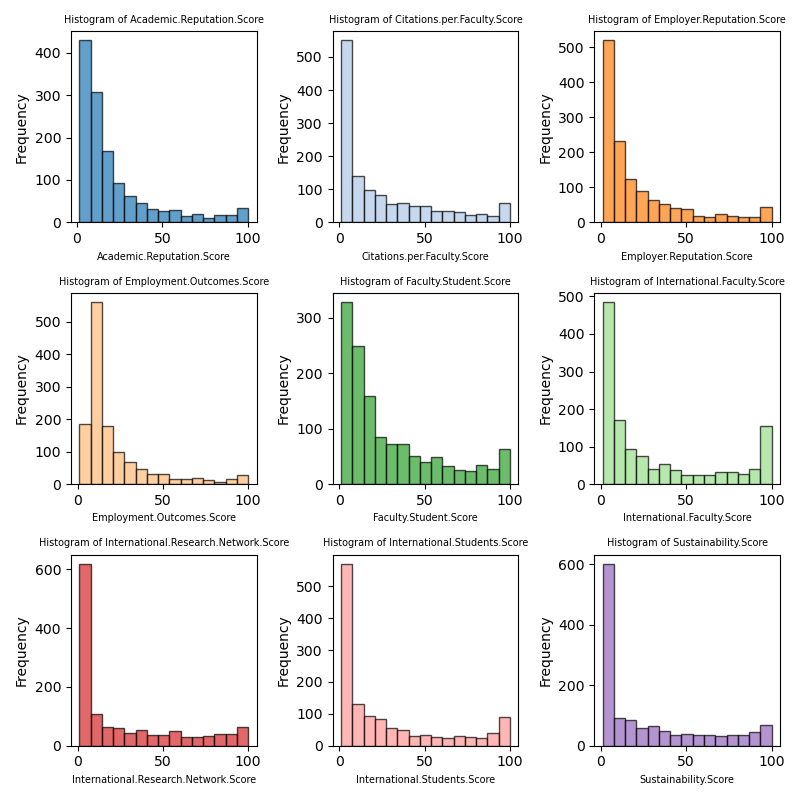 Histogram of Academic.Reputation.Score
Frequency
400
300
200
100
0
0 50 100
Academic.Reputation.Score
Histogram of Citations.per.Faculty.Score
Frequency
500
400
300
200
100
0
0 50 100
Citations.per.Faculty.Score
Histogram of Employer.Reputation.Score
Frequency
500
400
300
200
100
0
0 50 100
Employer.Reputation.Score
Histogram of Employment.Outcomes.Score
Frequency
500
400
300
200
100
0
0 50 100
Employment.Outcomes.Score
Histogram of Faculty.Student.Score
Frequency
300
200
100
0
0 50 100
Faculty.Student.Score
Histogram of International.Faculty.Score
Frequency
500
400
300
200
100
0
0 50 100
International.Faculty.Score
Histogram of International.Research.Network.Score
Frequency
600
400
200
0
0 50 100
International.Research.Network.Score
Histogram of International.Students.Score
Frequency
500
400
300
200
100
0
0 50 100
International.Students.Score
Histogram of Sustainability.Score
Frequency
600
400
200
0
0 50 100
Sustainability.Score